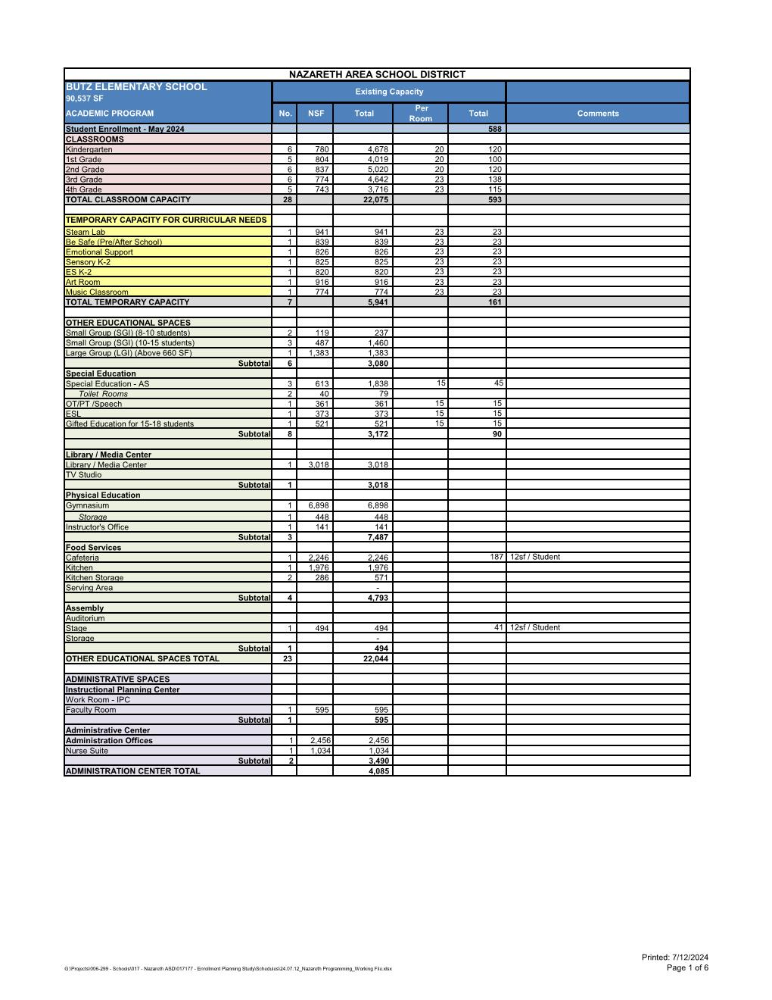 NAZARETH AREA SCHOOL DISTRICT
BUTZ ELEMENTARY SCHOOL
90,537 SF
Existing Capacity
ACADEMIC PROGRAM No. NSF Total Per Room Total Comments
Student Enrollment - May 2024 588
CLASSROOMS
Kindergarten 6 780 4,678 20 120
1st Grade 5 804 4,019 20 100
2nd Grade 6 837 5,020 20 120
3rd Grade 6 774 4,642 23 138
4th Grade 5 743 3,716 23 115
TOTAL CLASSROOM CAPACITY 28 22,075 593
TEMPORARY CAPACITY FOR CURRICULAR NEEDS
Steam Lab 1 941 941 23 23
Be Safe (Pre/After School) 1 839 839 23 23
Emotional Support 1 826 826 23 23
Sensory K-2 1 825 825 23 23
ES K-2 1 820 820 23 23
Art Room 1 916 916 23 23
Music Classroom 1 774 774 23 23
TOTAL TEMPORARY CAPACITY 7 5,941 161
OTHER EDUCATIONAL SPACES
Small Group (SGI) (8-10 students) 2 119 237
Small Group (SGI) (10-15 students) 3 487 1,460
Large Group (LGI) (Above 660 SF) 1 1,383 1,383
Subtotal 6 3,080
Special Education
Special Education - AS 3 613 1,838 15 45
Toilet Rooms 2 40 79
OT/PT /Speech 1 361 361 15 15
ESL 1 373 373 15 15
Gifted Education for 15-18 students 1 521 521 15 15
Subtotal 8 3,172 90
Library / Media Center
Library / Media Center 1 3,018 3,018
TV Studio
Subtotal 1 3,018
Physical Education
Gymnasium 1 6,898 6,898
Storage 1 448 448
Instructor's Office 1 141 141
Subtotal 3 7,487
Food Services
Cafeteria 1 2,246 2,246 187 12sf / Student
Kitchen 1 1,976 1,976
Kitchen Storage 2 286 571
Serving Area -
Subtotal 4 4,793
Assembly
Auditorium
Stage 1 494 494 41 12sf / Student
Storage -
Subtotal 1 494
OTHER EDUCATIONAL SPACES TOTAL 23 22,044
ADMINISTRATIVE SPACES
Instructional Planning Center
Work Room - IPC
Faculty Room 1 595 595
Subtotal 1 595
Administrative Center
Administration Offices 1 2,456 2,456
Nurse Suite 1 1,034 1,034
Subtotal 2 3,490
ADMINISTRATION CENTER TOTAL 4,085
Printed: 7/12/2024
G:\Projects\006-299 - Schools\017 - Nazareth ASD\017177 - Enrollment Planning Study\Schedules\24.07.12_Nazareth Programming_Working File.xlsx
Page 1 of 6